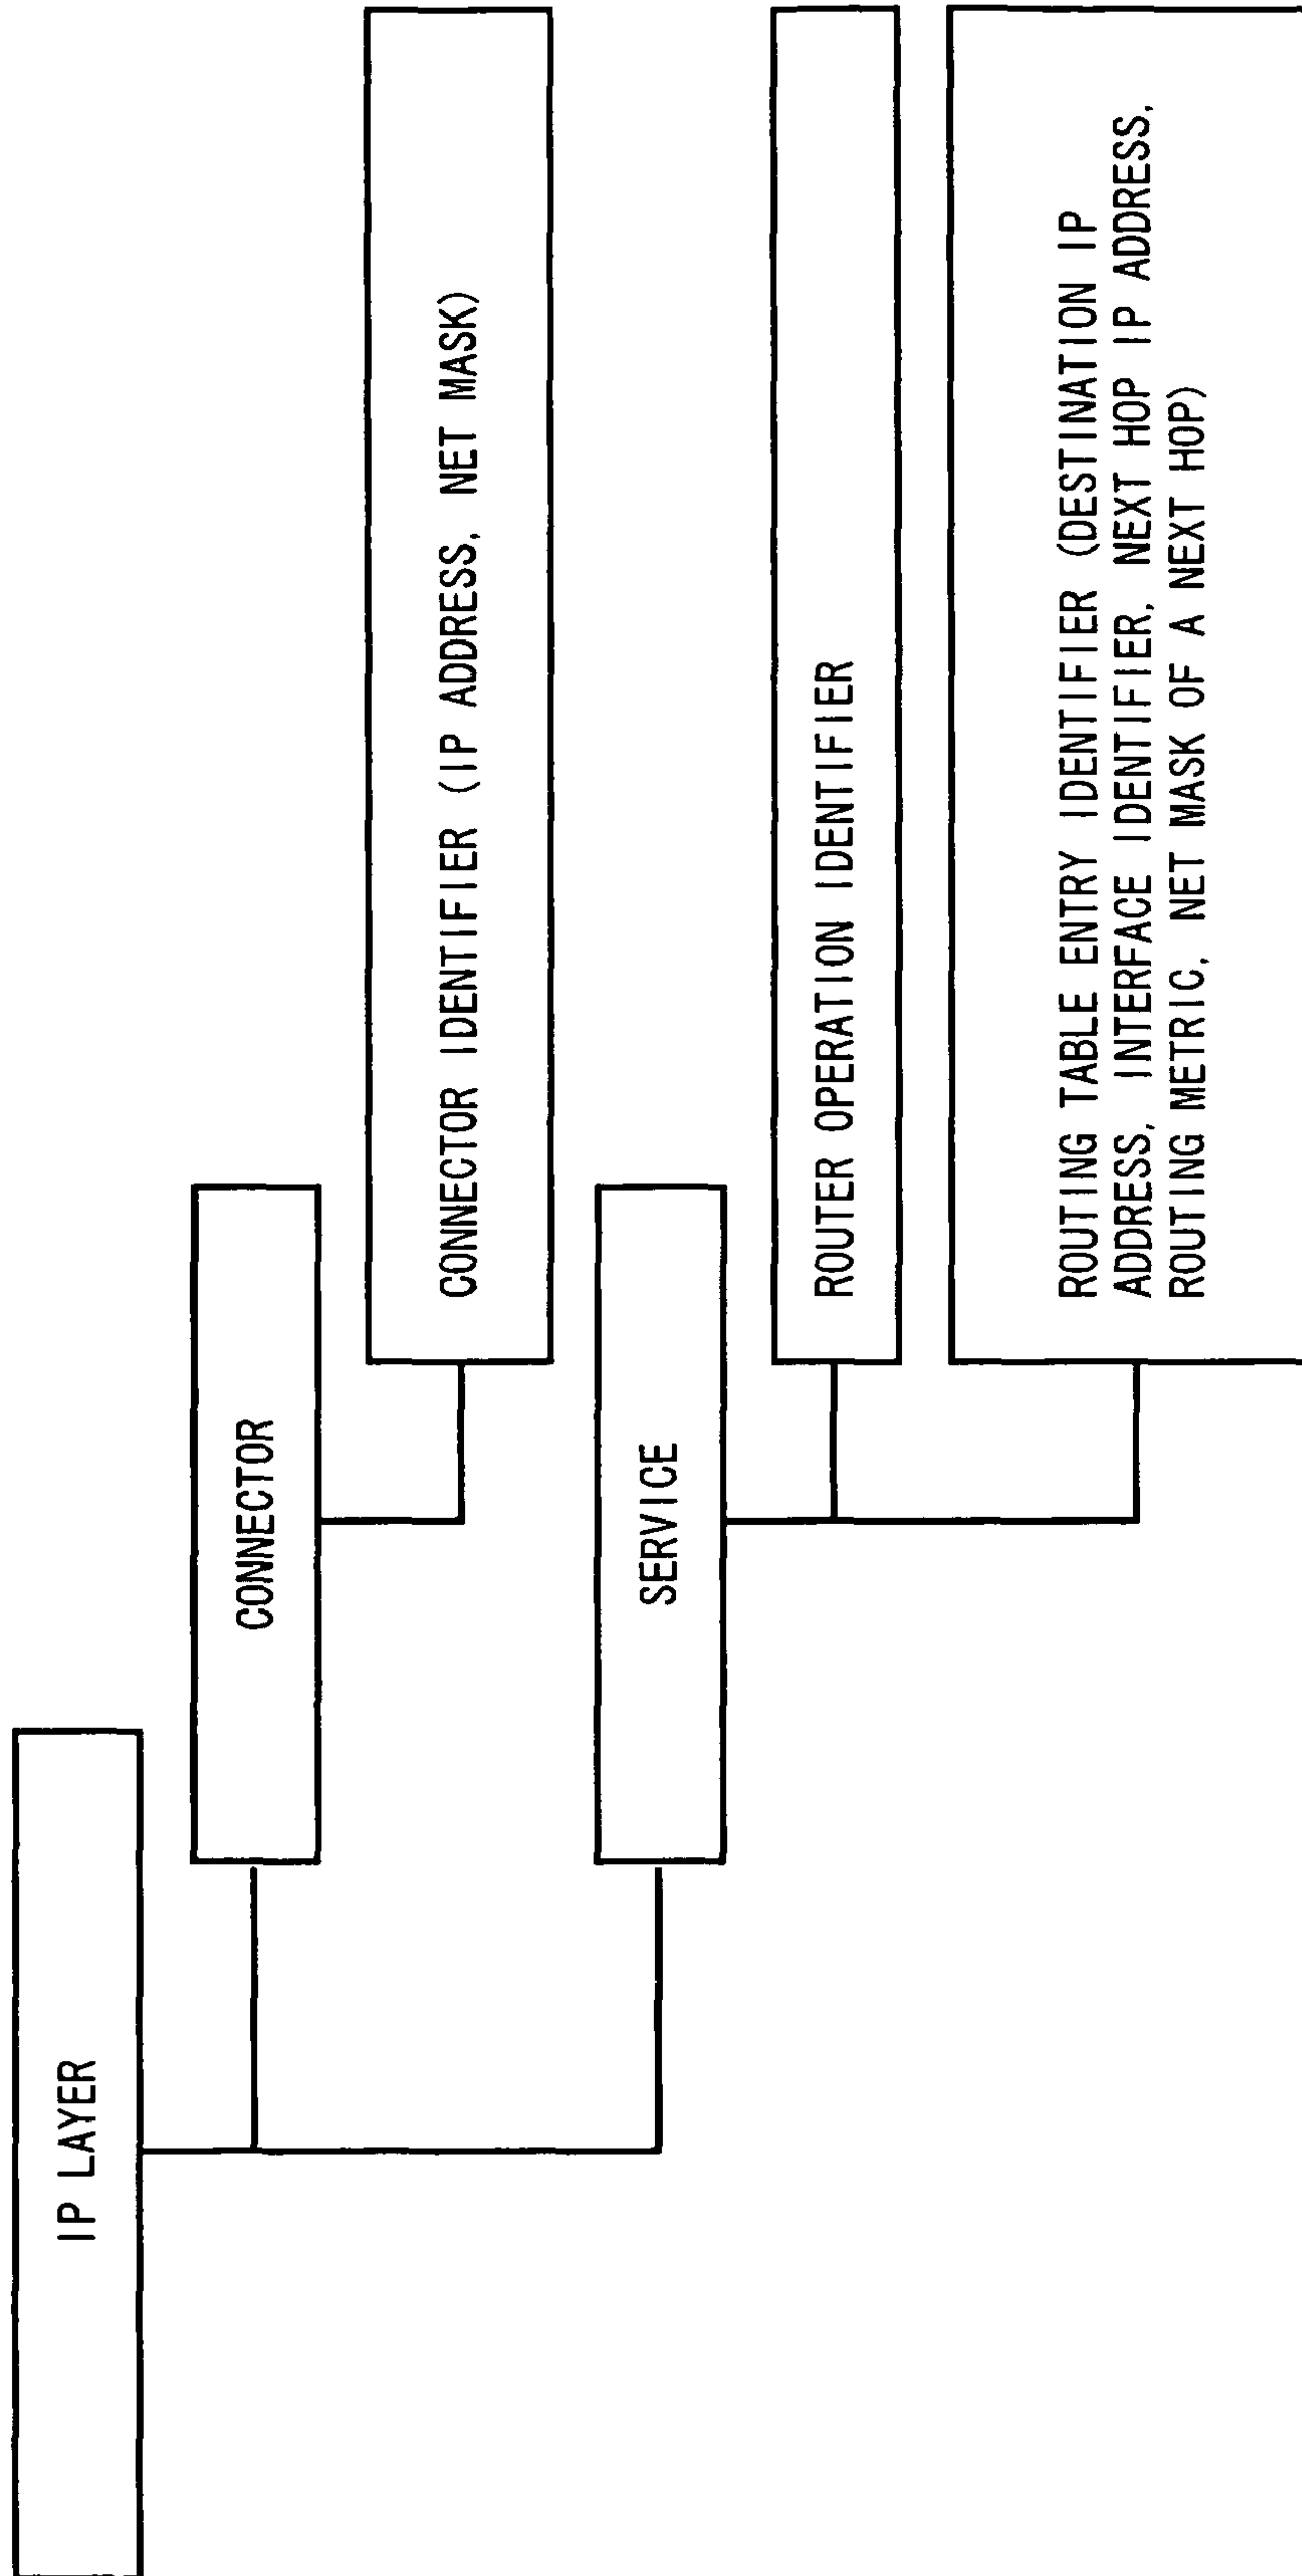 IP LAYER
CONNECTOR
CONNECTOR IDENTIFIER (IP ADDRESS, NET MASK)
SERVICE
ROUTER OPERATION IDENTIFIER
ROUTING TABLE ENTRY IDENTIFIER (DESTINATION IP
ADDRESS, INTERFACE IDENTIFIER, NEXT HOP IP ADDRESS,
ROUTING METRIC, NET MASK OF A NEXT HOP)